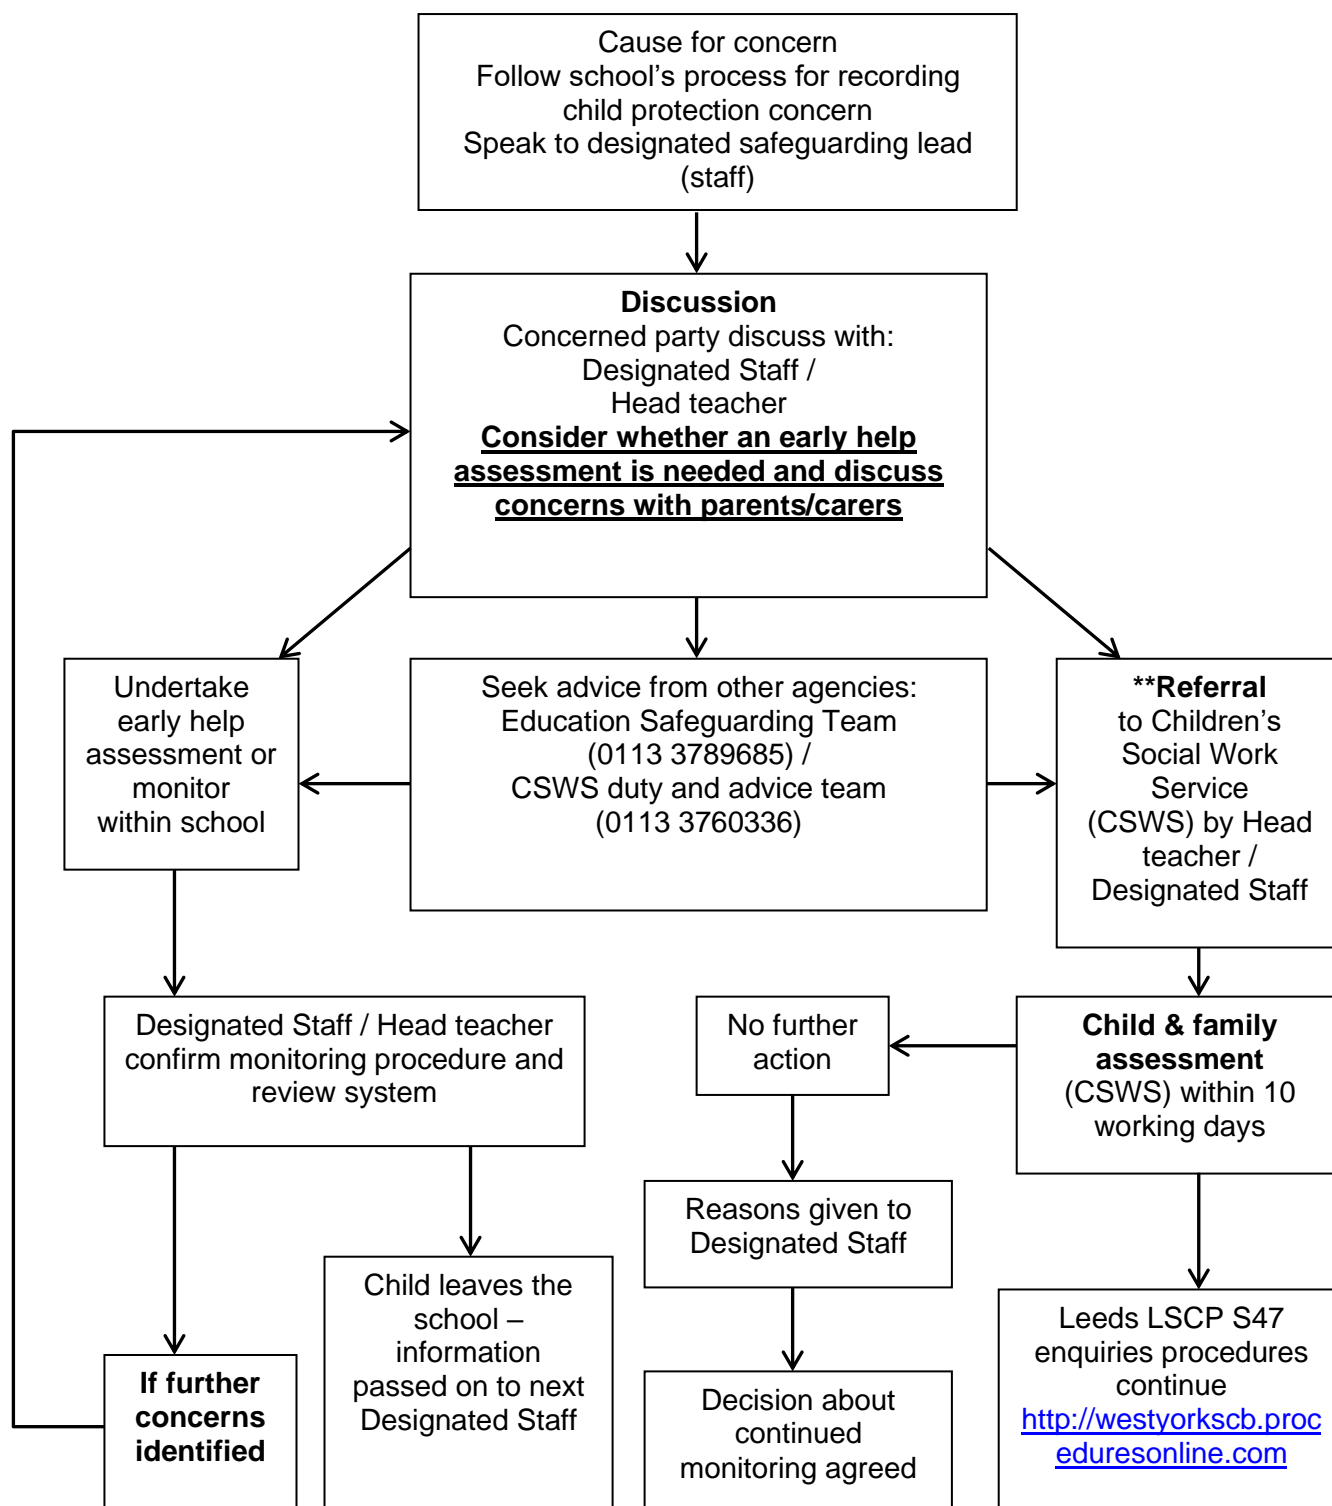 Cause for concern
Follow school’s process for recording
child protection concern
Speak to designated safeguarding lead
(staff)
Discussion
Concerned party discuss with:
Designated Staff /
Head teacher
Consider whether an early help
assessment is needed and discuss
concerns with parents/carers
Undertake
early help
assessment or
monitor
within school
Seek advice from other agencies:
Education Safeguarding Team
(0113 3789685) /
CSWS duty and advice team
(0113 3760336)
**Referral
to Children’s
Social Work
Service
(CSWS) by Head
teacher /
Designated Staff
Designated Staff / Head teacher
confirm monitoring procedure and
review system
No further
action
Child & family
assessment
(CSWS) within 10
working days
Reasons given to
Designated Staff
Child leaves the
school –
information
passed on to next
Designated Staff
Leeds LSCP S47
enquiries procedures
continue
http://westyorkscb.proc
eduresonline.com
If further
concerns
identified
Decision about
continued
monitoring agreed